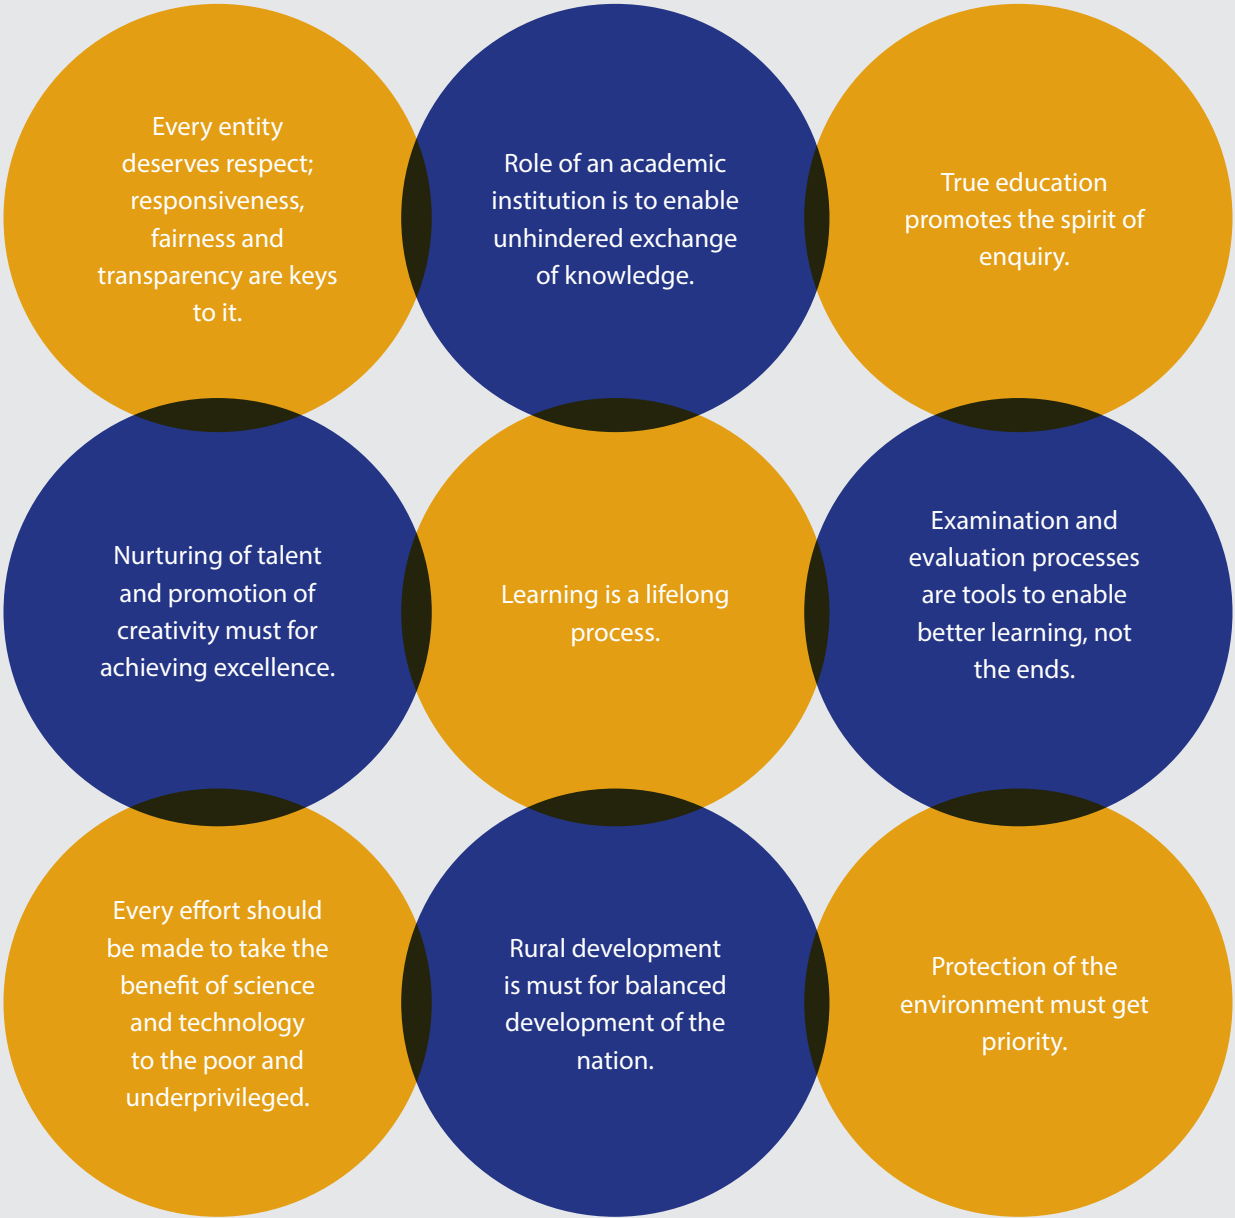 Every entity
deserves respect;
responsiveness,
fairness and
transparency are keys
to it.
Role of an academic
institution is to enable
unhindered exchange
of knowledge.
True education
promotes the spirit of
enquiry.
Nurturing of talent
and promotion of
creativity must for
achieving excellence.
Learning is a lifelong
process.
Examination and
evaluation processes
are tools to enable
better learning, not
the ends.
Every effort should
be made to take the
benefit of science
and technology
to the poor and
underprivileged.
Rural development
is must for balanced
development of the
nation.
Protection of the
environment must get
priority.